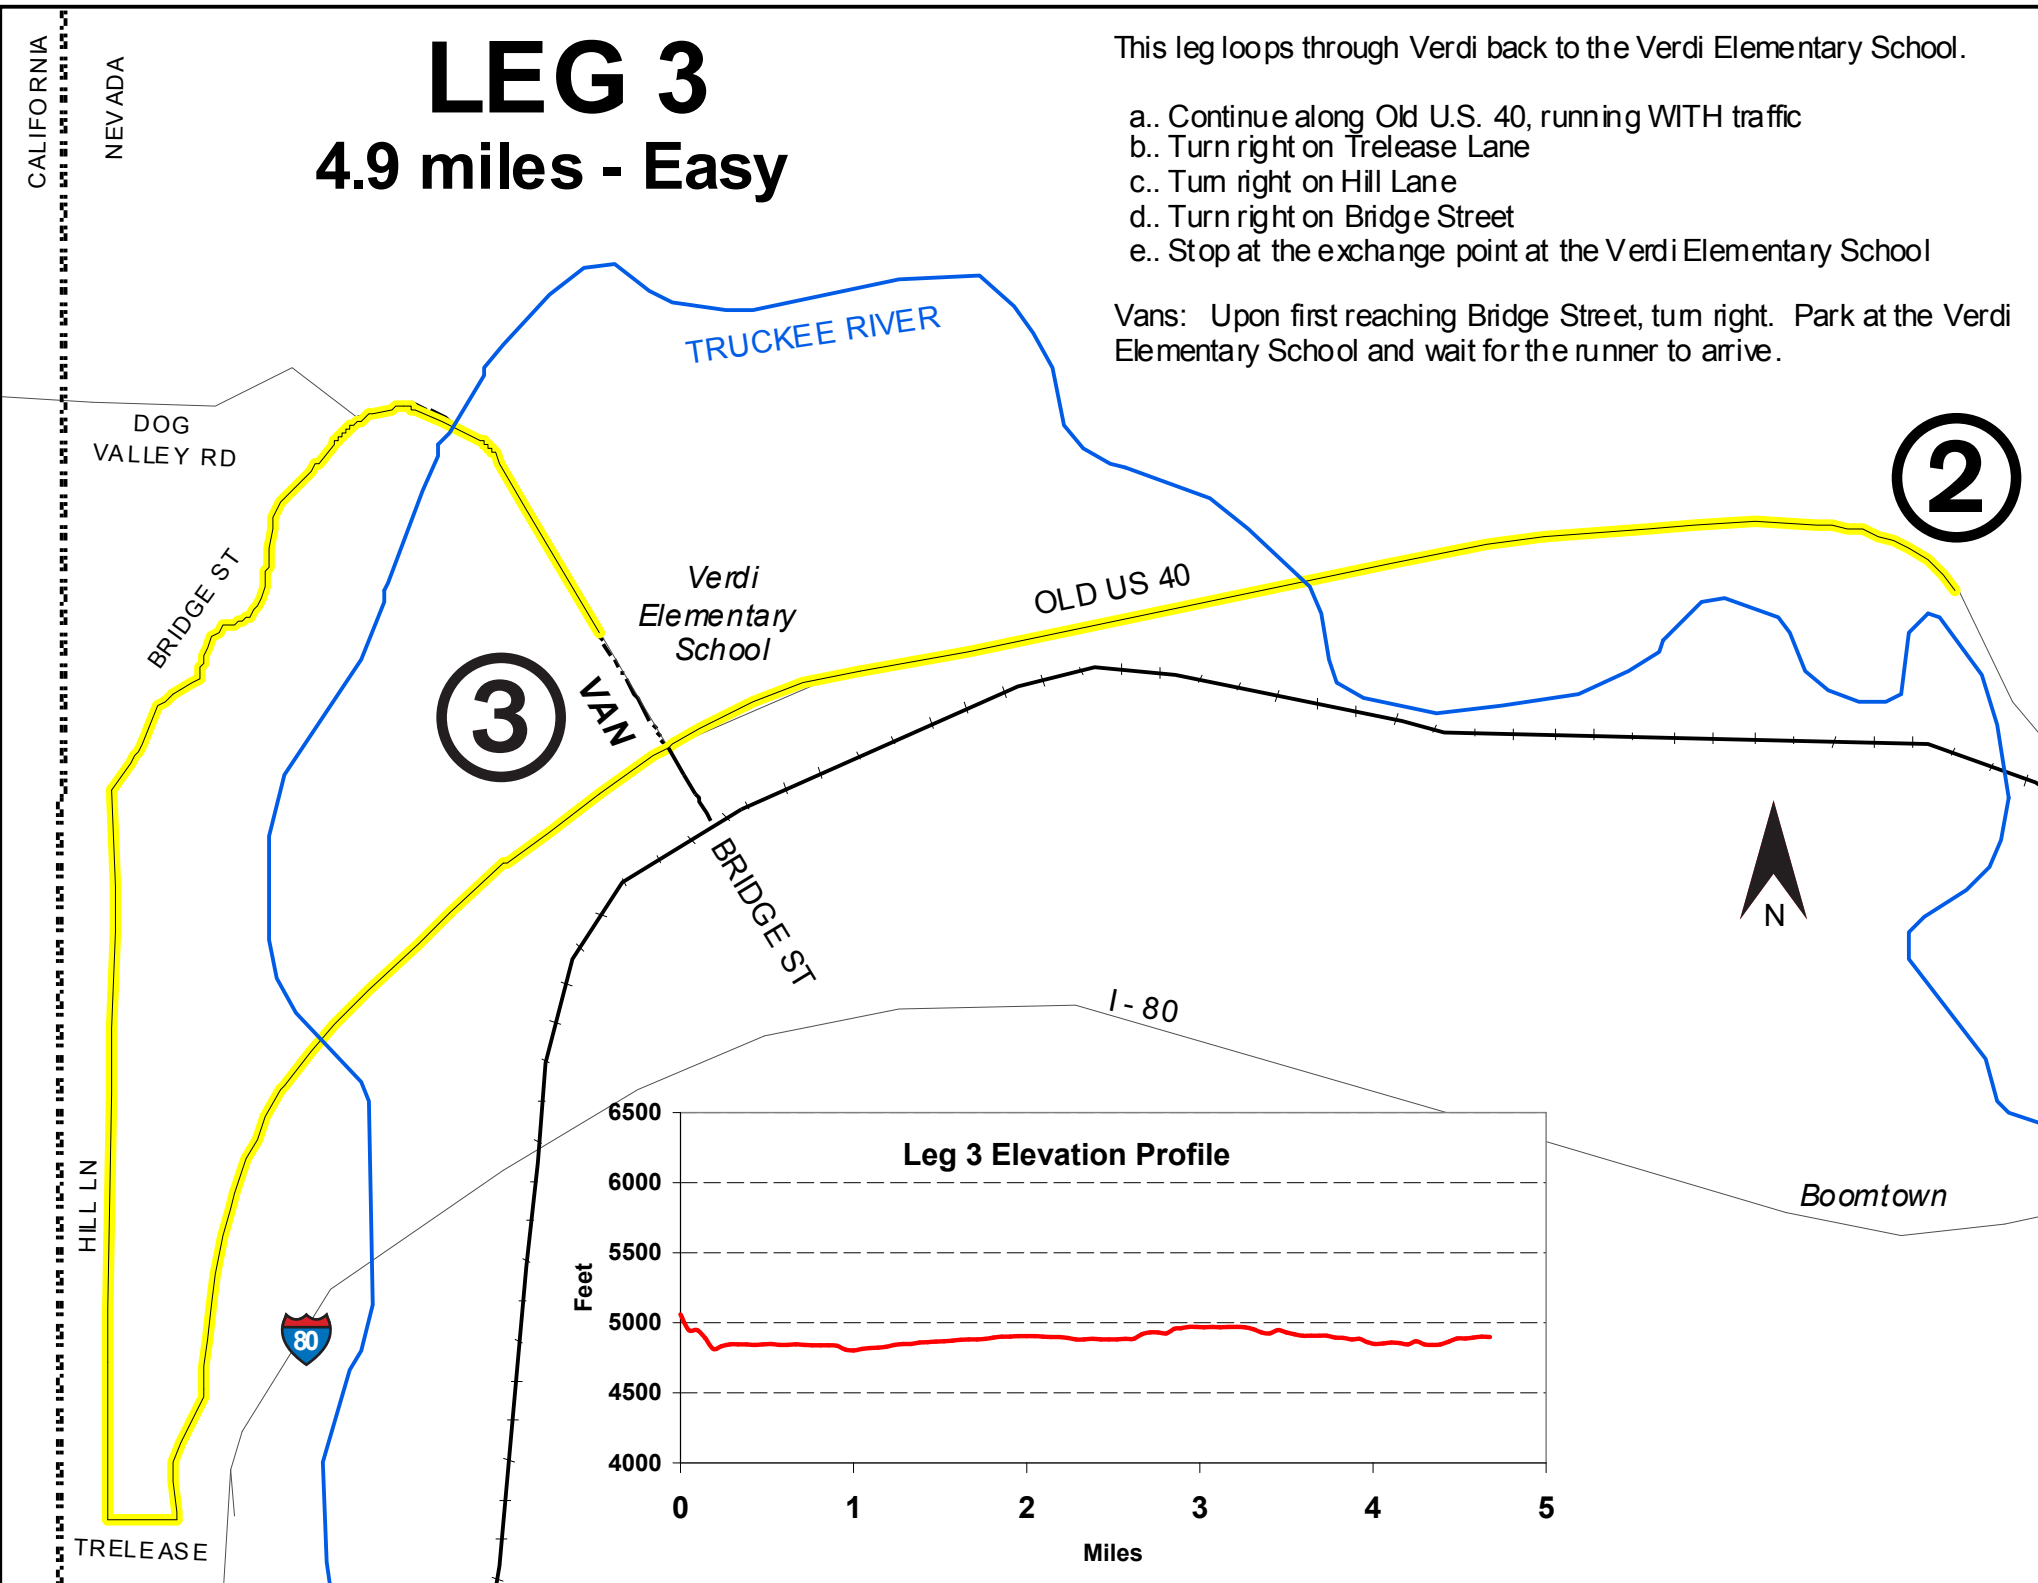 CALIFORNIA
NEVADA
LEG 3
4.9 miles - Easy
This leg loops through Verdi back to the Verdi Elementary School.
a.. Continue along Old U.S. 40, running WITH traffic
b.. Turn right on Trelease Lane
c.. Turn right on Hill Lane
d.. Turn right on Bridge Street
e.. Stop at the exchange point at the Verdi Elementary School
Vans: Upon first reaching Bridge Street, turn right. Park at the Verdi
Elementary School and wait for the runner to arrive.
TRUCKEE RIVER
DOG
VALLEY RD
2
BRIDGE ST
Verdi
Elementary
School
OLD US 40
3
VAN
BRIDGE ST
N
I - 80
HILL LN
80
TRELEASE
Boomtown
Leg 3 Elevation Profile
Feet
6500
6000
5500
5000
4500
4000
0 1 2 3 4 5
Miles